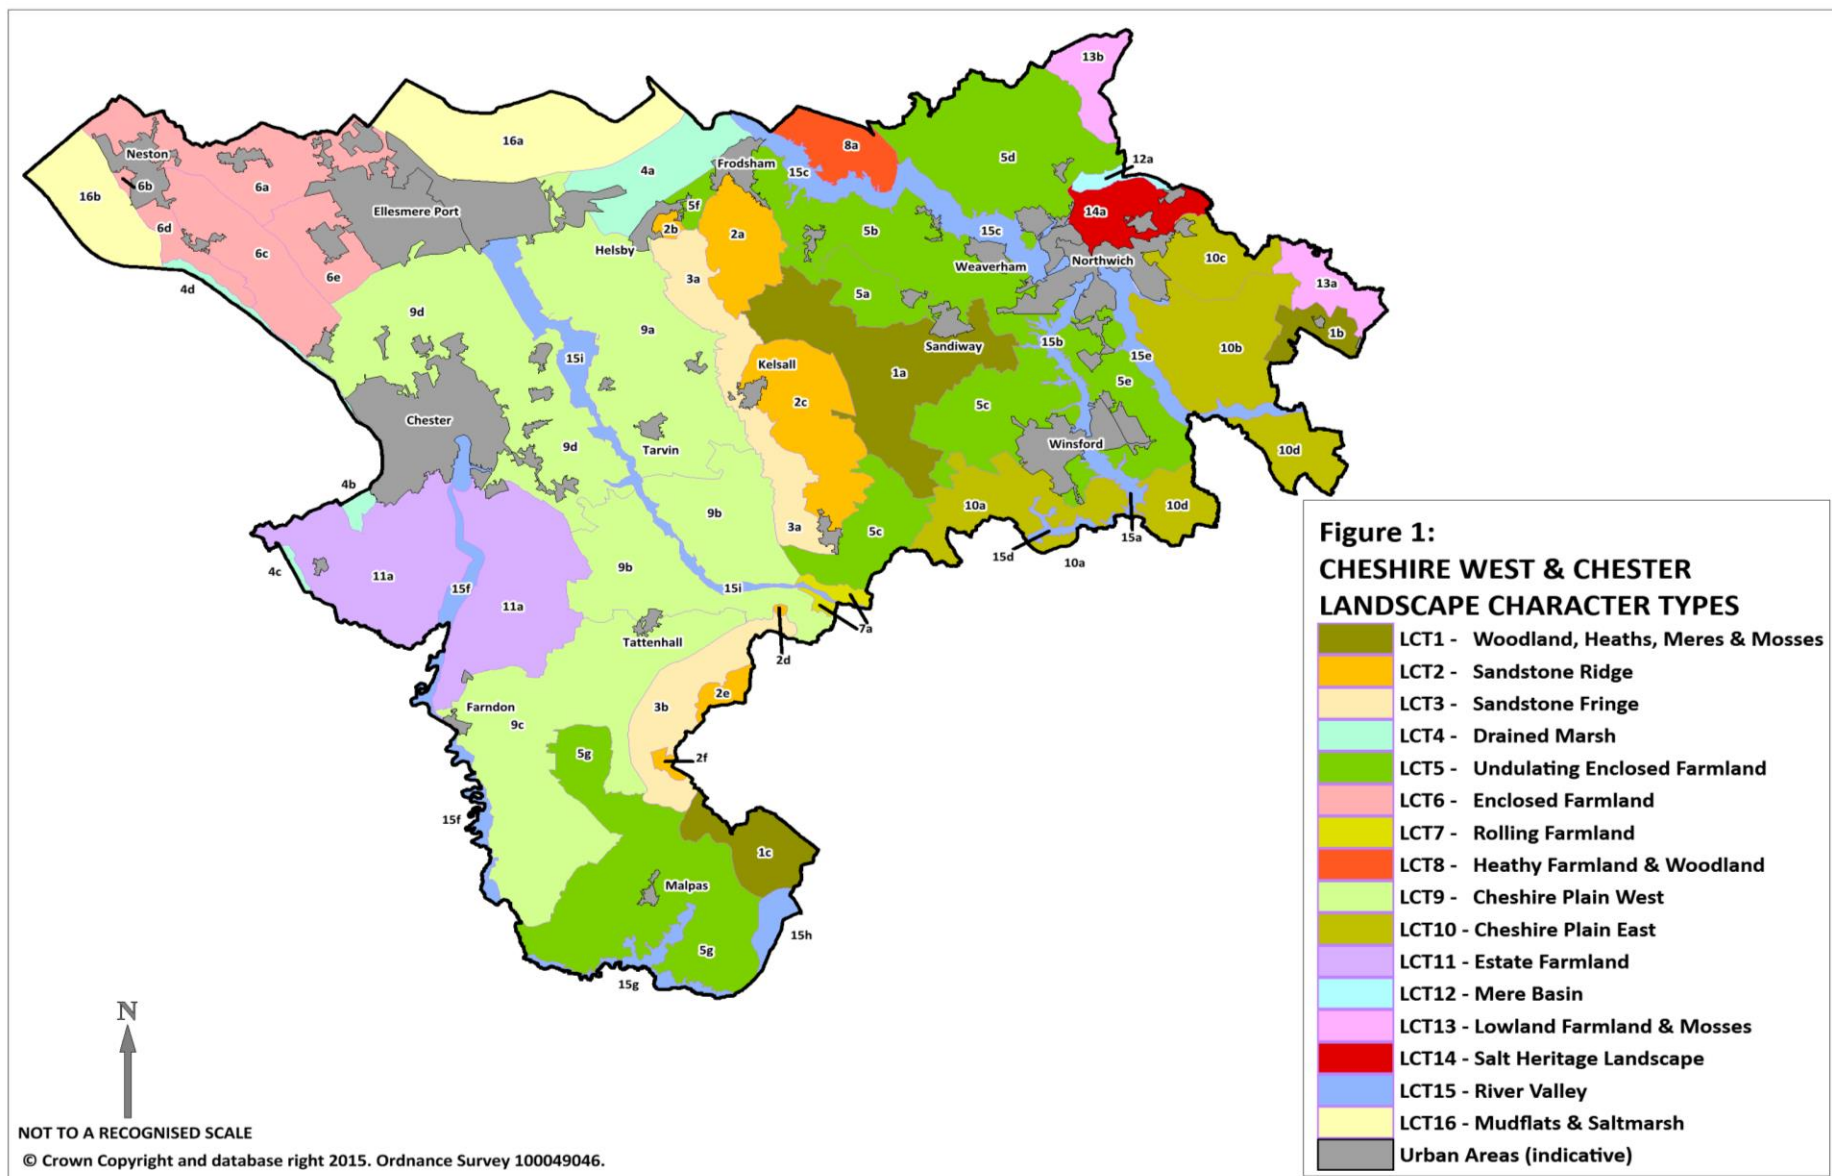 13b
16a
8a
5d
12a
Neston
6b
6a
4a
Frodsham
15c
16b
Ellesmere Port
5f
14a
6d
2b
2a
5b
15c
6c
Helsby
Weaverham
Northwich
10c
6e
3a
13a
4d
5a
9d
9a
15b
1b
Sandiway
15i
15e
10b
Kelsall
1a
5e
2c
5c
Chester
9d
Tarvin
Winsford
10d
4b
9b
10a
10d
3a
5c
15a
15d
10a
4c
11a
15f
11a
9b
15i
7a
Tattenhall
2d
2e
3b
Farndon
9c
5g
2f
15f
1c
Malpas
15h
5g
15g
N
NOT TO A RECOGNISED SCALE
© Crown Copyright and database right 2015. Ordnance Survey 100049046.
Figure 1:
CHESHIRE WEST & CHESTER
LANDSCAPE CHARACTER TYPES
LCT1 - Woodland, Heaths, Meres & Mosses
LCT2 - Sandstone Ridge
LCT3 - Sandstone Fringe
LCT4 - Drained Marsh
LCT5 - Undulating Enclosed Farmland
LCT6 - Enclosed Farmland
LCT7 - Rolling Farmland
LCT8 - Heathy Farmland & Woodland
LCT9 - Cheshire Plain West
LCT10 - Cheshire Plain East
LCT11 - Estate Farmland
LCT12 - Mere Basin
LCT13 - Lowland Farmland & Mosses
LCT14 - Salt Heritage Landscape
LCT15 - River Valley
LCT16 - Mudflats & Saltmarsh
Urban Areas (indicative)